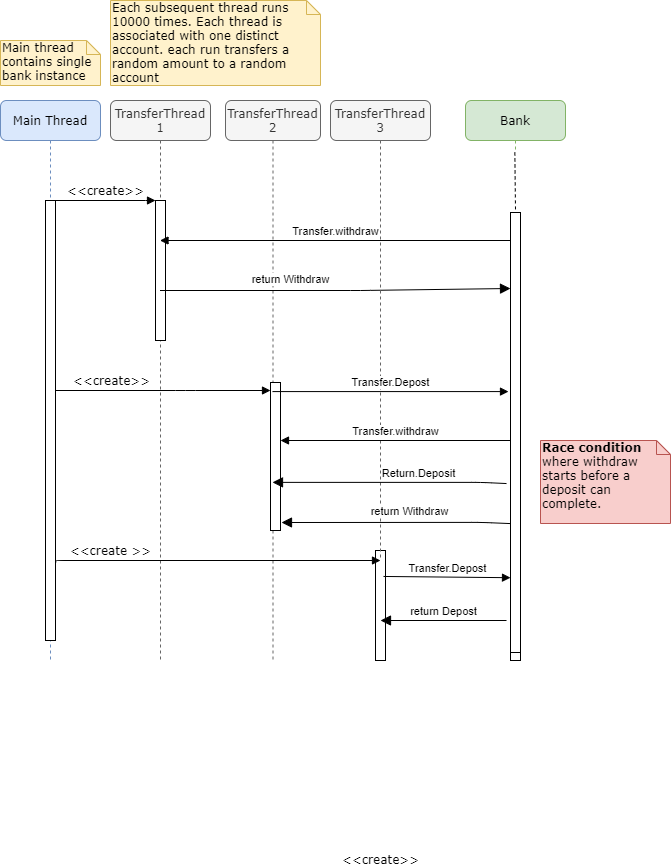 Each subsequent thread runs
10000 times. Each thread is
associated with one distinct
account. each run transfers a
random amount to a random
account
Main thread
contains single
bank instance
Main Thread
TransferThread
1
TransferThread
2
TransferThread
3
Bank
<<create>>
Transfer.withdraw
return Withdraw
<<create>>
Transfer.Depost
Transfer.withdraw
Race condition
where withdraw
starts before a
deposit can
complete.
Return.Deposit
return Withdraw
<<create >>
Transfer.Depost
return Depost
<<create>>